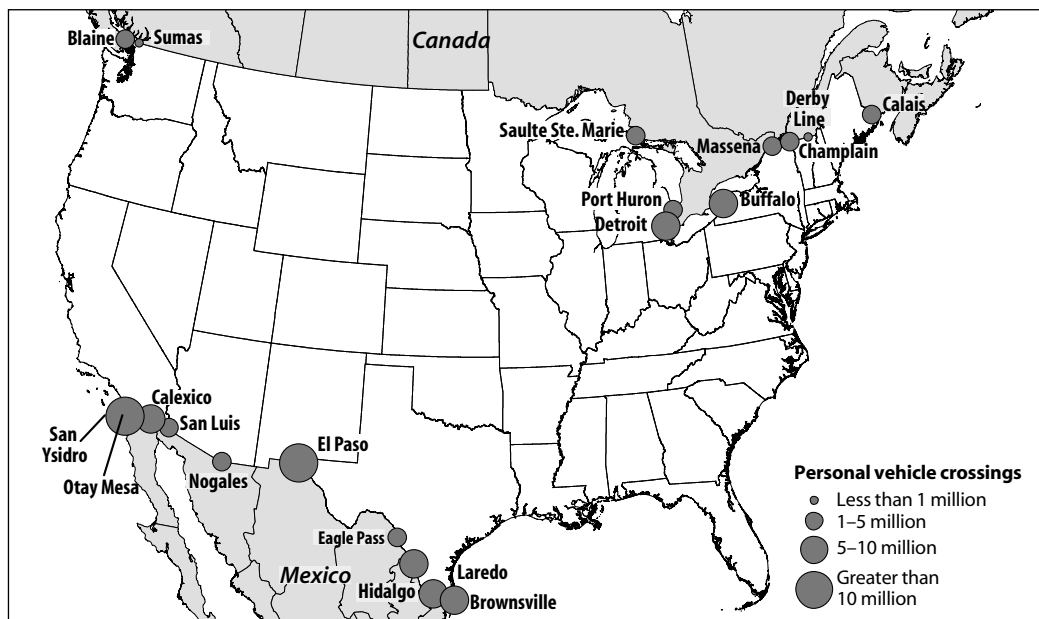 Canada
Blaine
Sumas
Derby
Line
Calais
Saulte Ste. Marie
Massena
Champlain
Port Huron
Buffalo
Detroit
Calexico
San Luis
San
Ysidro
Otay Mesa
Nogales
El Paso
Eagle Pass
Mexico
Laredo
Hidalgo
Brownsville
Personal vehicle crossings
Less than 1 million
1–5 million
5–10 million
Greater than
10 million